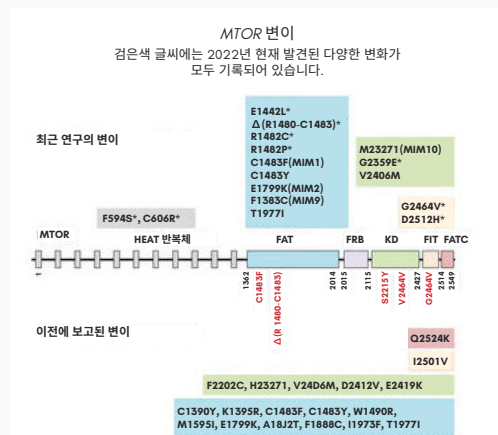 MTOR 변이
검은색 글씨에는 2022년 현재 발견된 다양한 변화가
모두 기록되어 있습니다.
최근 연구의 변이
E1442L*
Δ(R1480-C1483)*
R1482C*
R1482P*
C1483F(MIM1)
C1483Y
E1799K(MIM2)
F1383C(MIM9)
T1977I
M23271(MIM10)
G2359E*
V2406M
G2464V*
D2512H*
F594S*, C606R*
MTOR
HEAT 반복체
FAT
FRB
KD
FIT
FATC
1
1362
C1483F
Δ(R 1480-C1483)
2014
2015
2115
S2215Y
V2464V
2427
G2464V
2514
2549
이전에 보고된 변이
Q2524K
I2501V
F2202C, H23271, V24D6M, D2412V, E2419K
C1390Y, K1395R, C1483F, C1483Y, W1490R,
M1595I, E1799K, A18J2T, F1888C, I1973F, T1977I